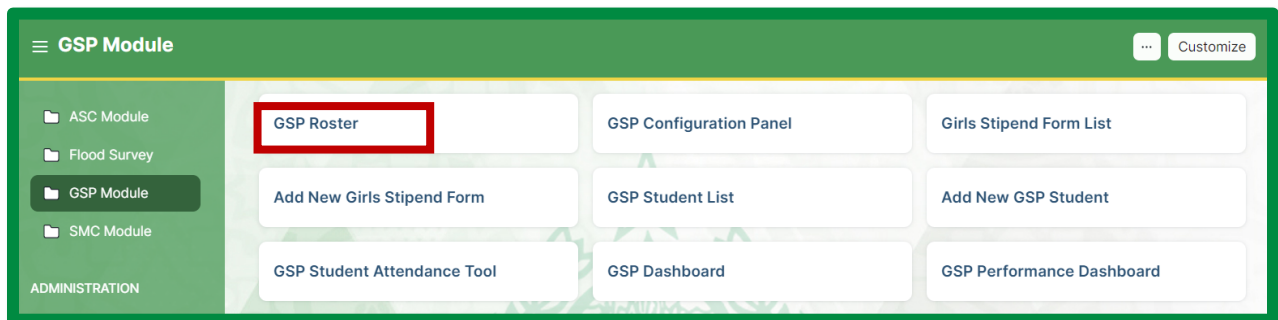 GSP Module
... Customize
ASC Module
Flood Survey
GSP Module
SMC Module
ADMINISTRATION
GSP Roster
GSP Configuration Panel
Girls Stipend Form List
Add New Girls Stipend Form
GSP Student List
Add New GSP Student
GSP Student Attendance Tool
GSP Dashboard
GSP Performance Dashboard